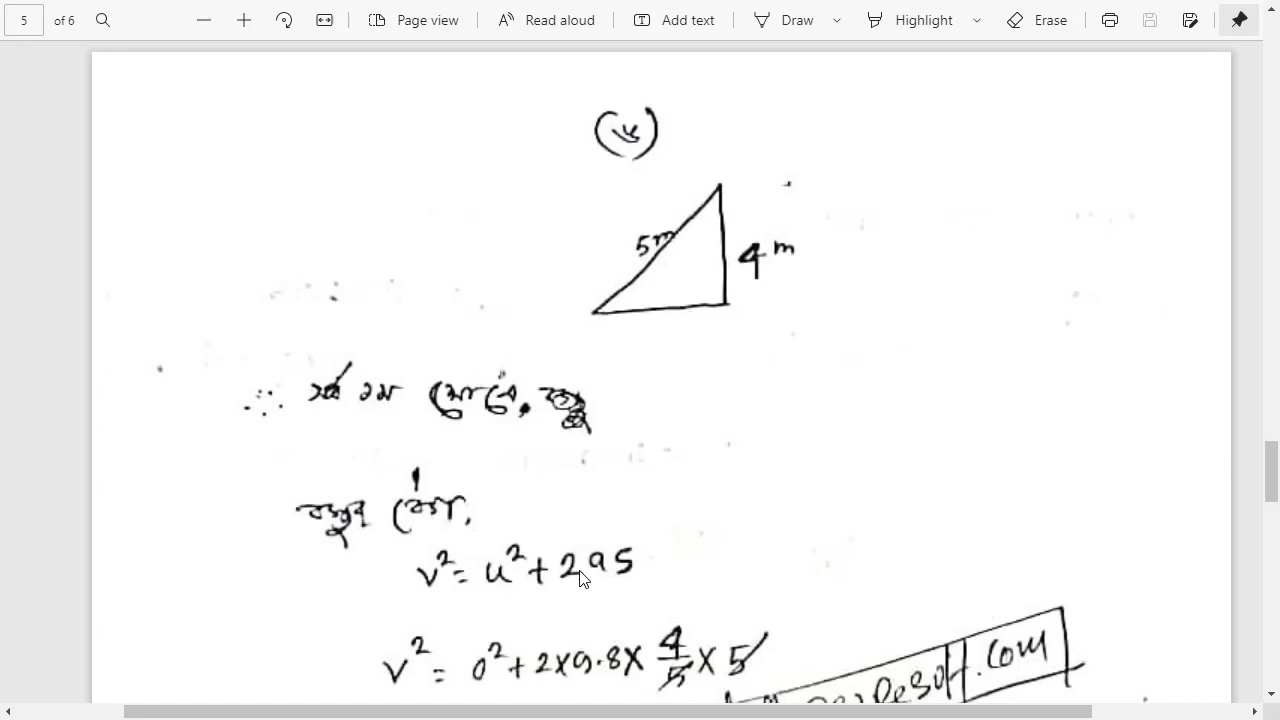 5 of 6 Page view Read aloud Add text Draw Highlight Erase
5m
4m
বস্তুর বেগ,
v² = u² + 2as
v² = 0² + 2×9.8× 4/5 × 5
.com